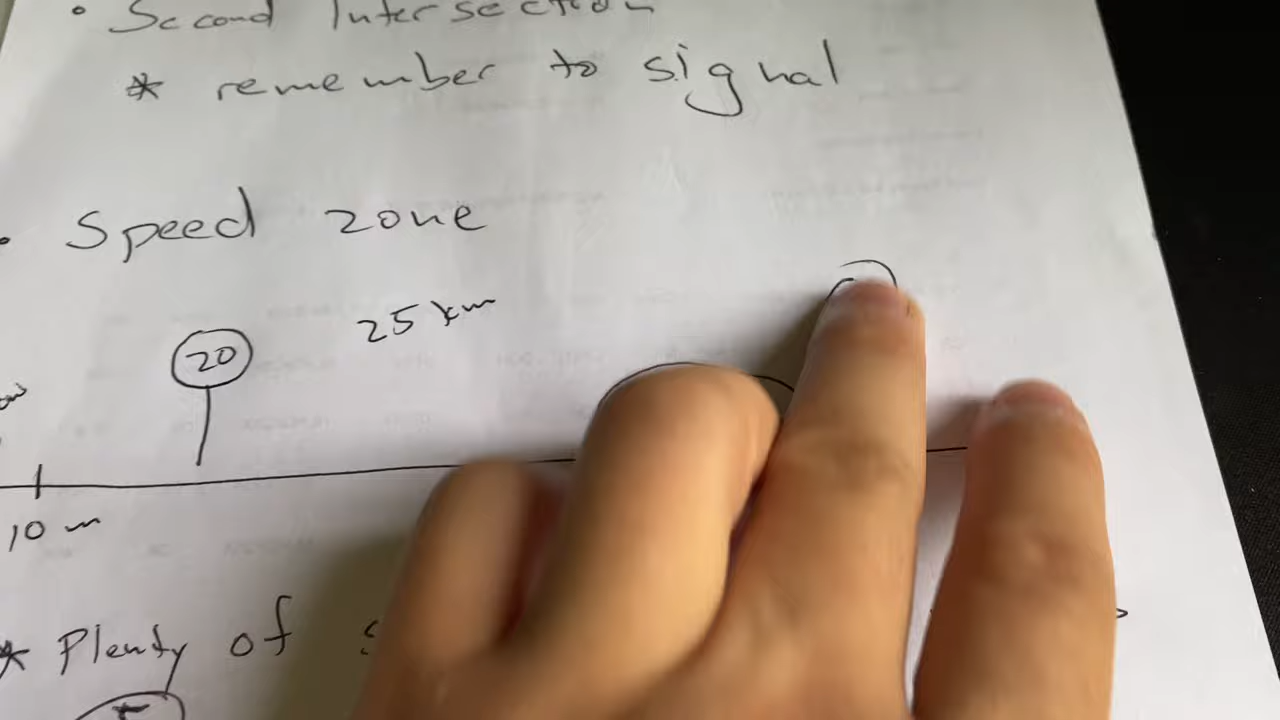 • Second Intersection
* remember to signal
• Speed zone
20 25 km
10 m
* Plenty of